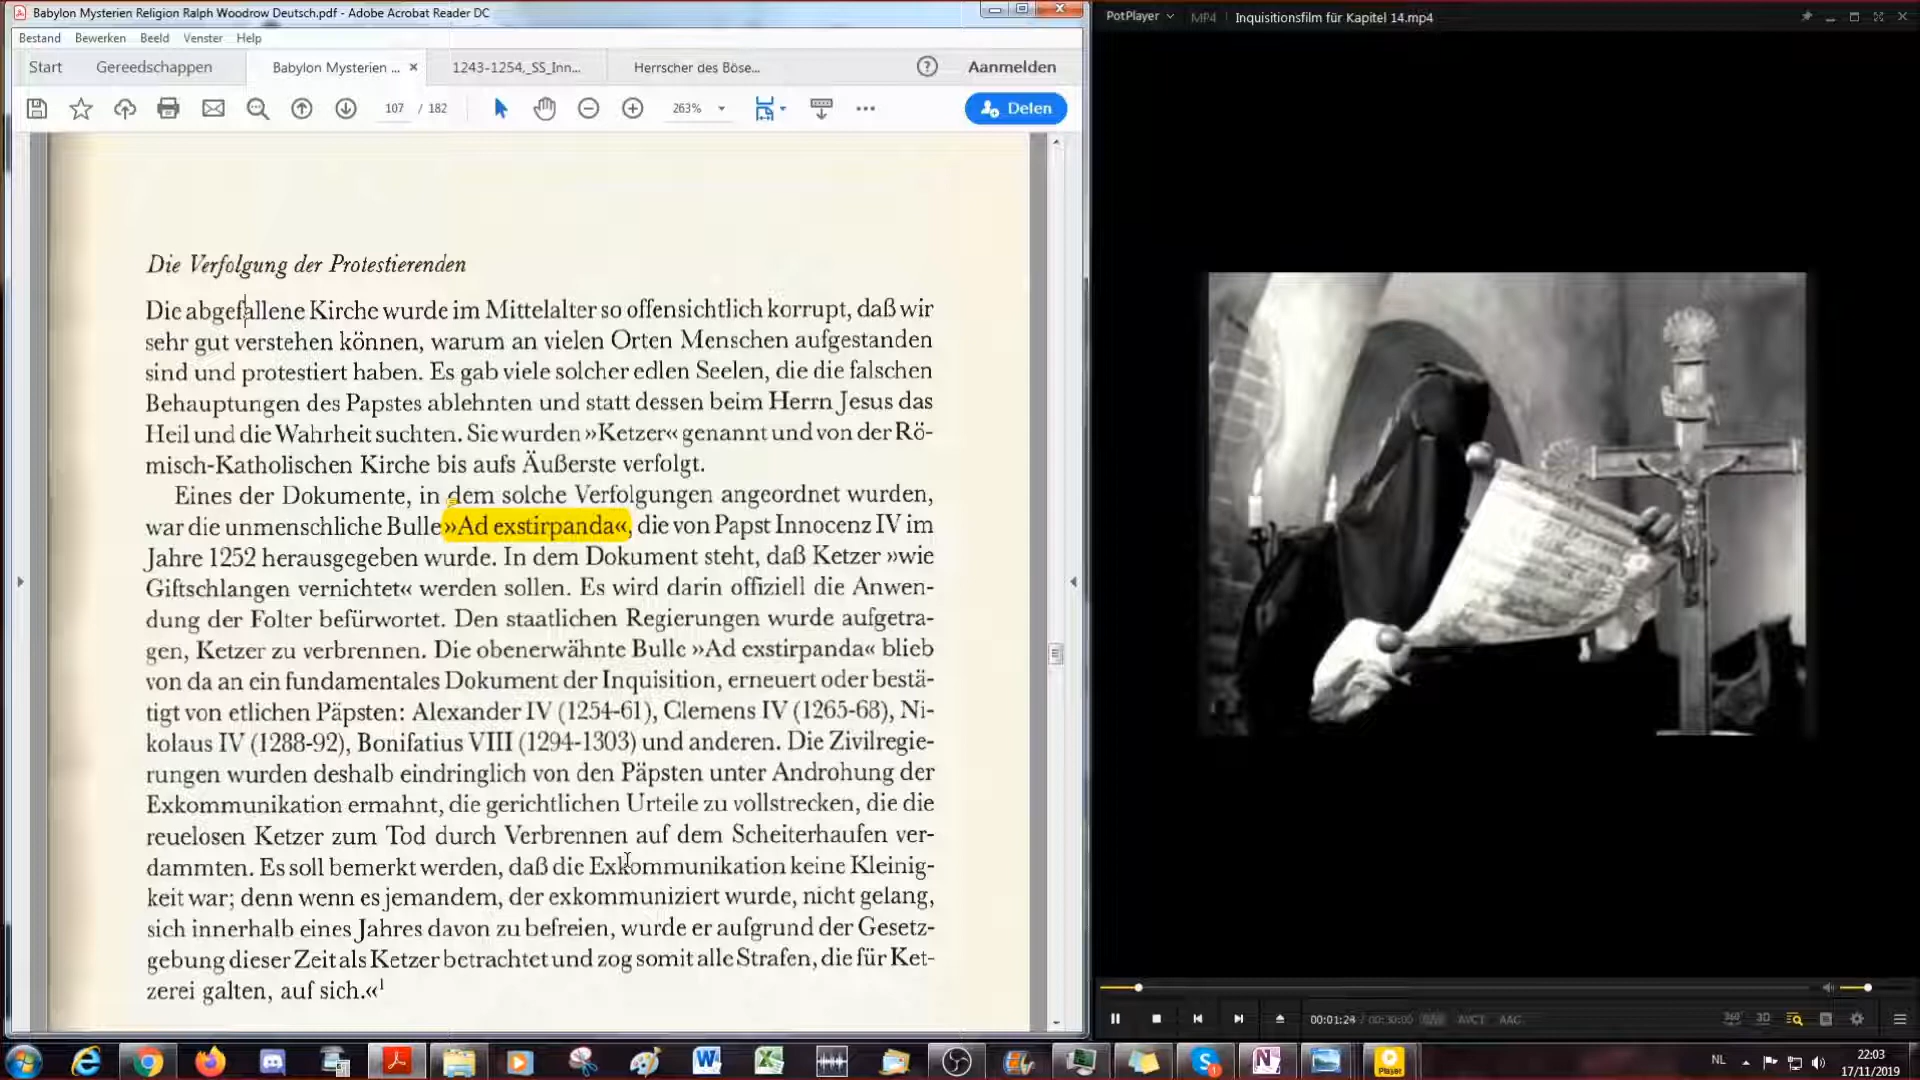 Babylon Mysterien Religion Ralph Woodrow Deutsch.pdf - Adobe Acrobat Reader DC
Bestand Bewerken Beeld Venster Help
Start Gereedschappen Babylon Mysterien ... × 1243-1254,_SS_Inn... Herrscher des Böse... Aanmelden
107 / 182 263% Delen
Die Verfolgung der Protestierenden
Die abgefallene Kirche wurde im Mittelalter so offensichtlich korrupt, daß wir
sehr gut verstehen können, warum an vielen Orten Menschen aufgestanden
sind und protestiert haben. Es gab viele solcher edlen Seelen, die die falschen
Behauptungen des Papstes ablehnten und statt dessen beim Herrn Jesus das
Heil und die Wahrheit suchten. Sie wurden »Ketzer« genannt und von der Rö-
misch-Katholischen Kirche bis aufs Äußerste verfolgt.
Eines der Dokumente, in dem solche Verfolgungen angeordnet wurden,
war die unmenschliche Bulle »Ad exstirpanda«, die von Papst Innocenz IV im
Jahre 1252 herausgegeben wurde. In dem Dokument steht, daß Ketzer »wie
Giftschlangen vernichtet« werden sollen. Es wird darin offiziell die Anwen-
dung der Folter befürwortet. Den staatlichen Regierungen wurde aufgetra-
gen, Ketzer zu verbrennen. Die obenerwähnte Bulle »Ad exstirpanda« blieb
von da an ein fundamentales Dokument der Inquisition, erneuert oder bestä-
tigt von etlichen Päpsten: Alexander IV (1254-61), Clemens IV (1265-68), Ni-
kolaus IV (1288-92), Bonifatius VIII (1294-1303) und anderen. Die Zivilregie-
rungen wurden deshalb eindringlich von den Päpsten unter Androhung der
Exkommunikation ermahnt, die gerichtlichen Urteile zu vollstrecken, die die
reuelosen Ketzer zum Tod durch Verbrennen auf dem Scheiterhaufen ver-
dammten. Es soll bemerkt werden, daß die Exkommunikation keine Kleinig-
keit war; denn wenn es jemandem, der exkommuniziert wurde, nicht gelang,
sich innerhalb eines Jahres davon zu befreien, wurde er aufgrund der Gesetz-
gebung dieser Zeit als Ketzer betrachtet und zog somit alle Strafen, die für Ket-
zerei galten, auf sich.«1
PotPlayer MP4 Inquisitionsfilm für Kapitel 14.mp4
00:01:24 / 00:30:00 AVC1 AAC 360° 3D
NL 22:03
17/11/2019
Player